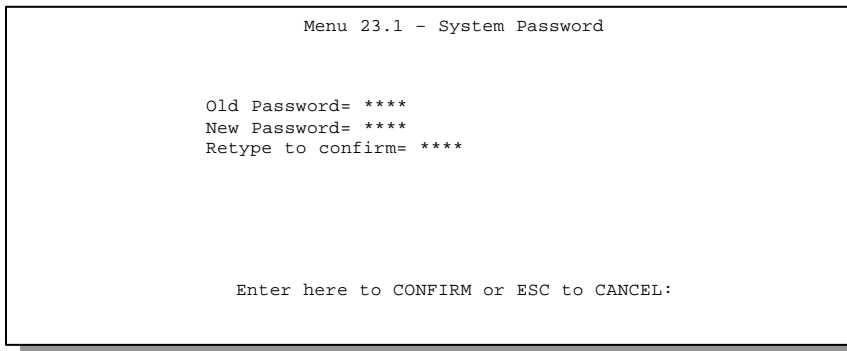 Menu 23.1 – System Password
Old Password= ****
New Password= ****
Retype to confirm= ****
Enter here to CONFIRM or ESC to CANCEL: